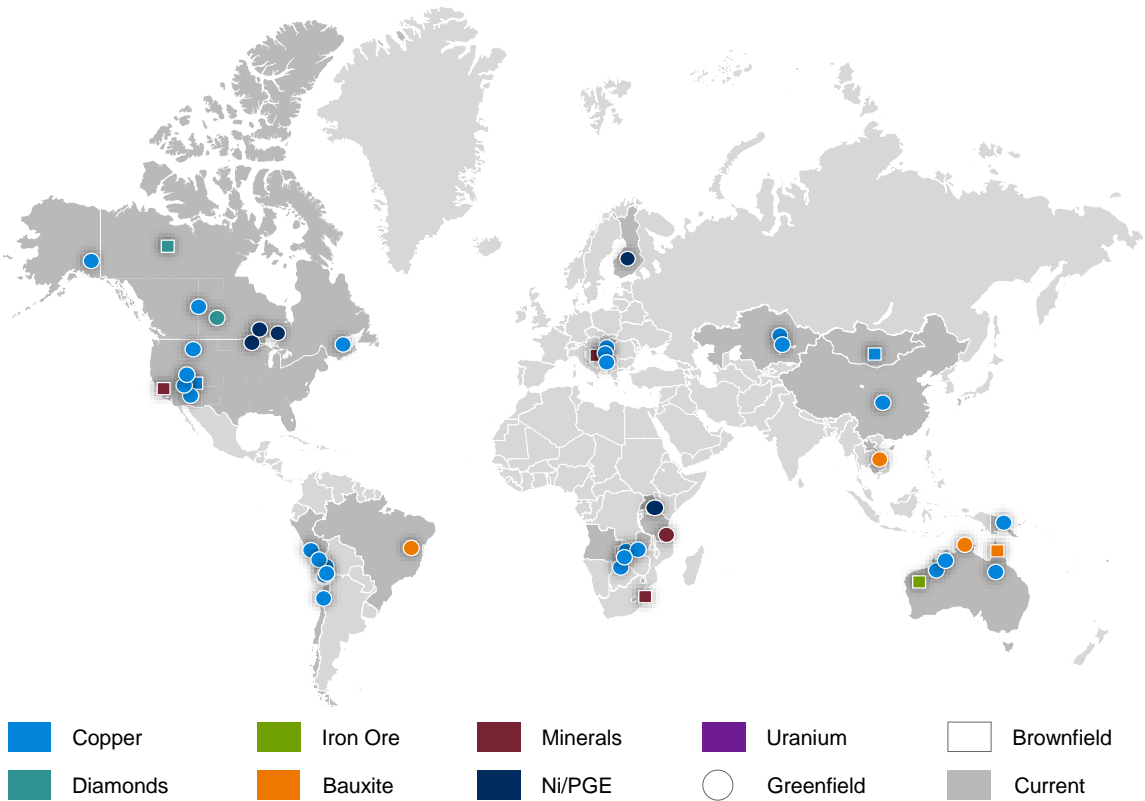 Copper
Iron Ore
Minerals
Uranium
Brownfield
Diamonds
Bauxite
Ni/PGE
Greenfield
Current